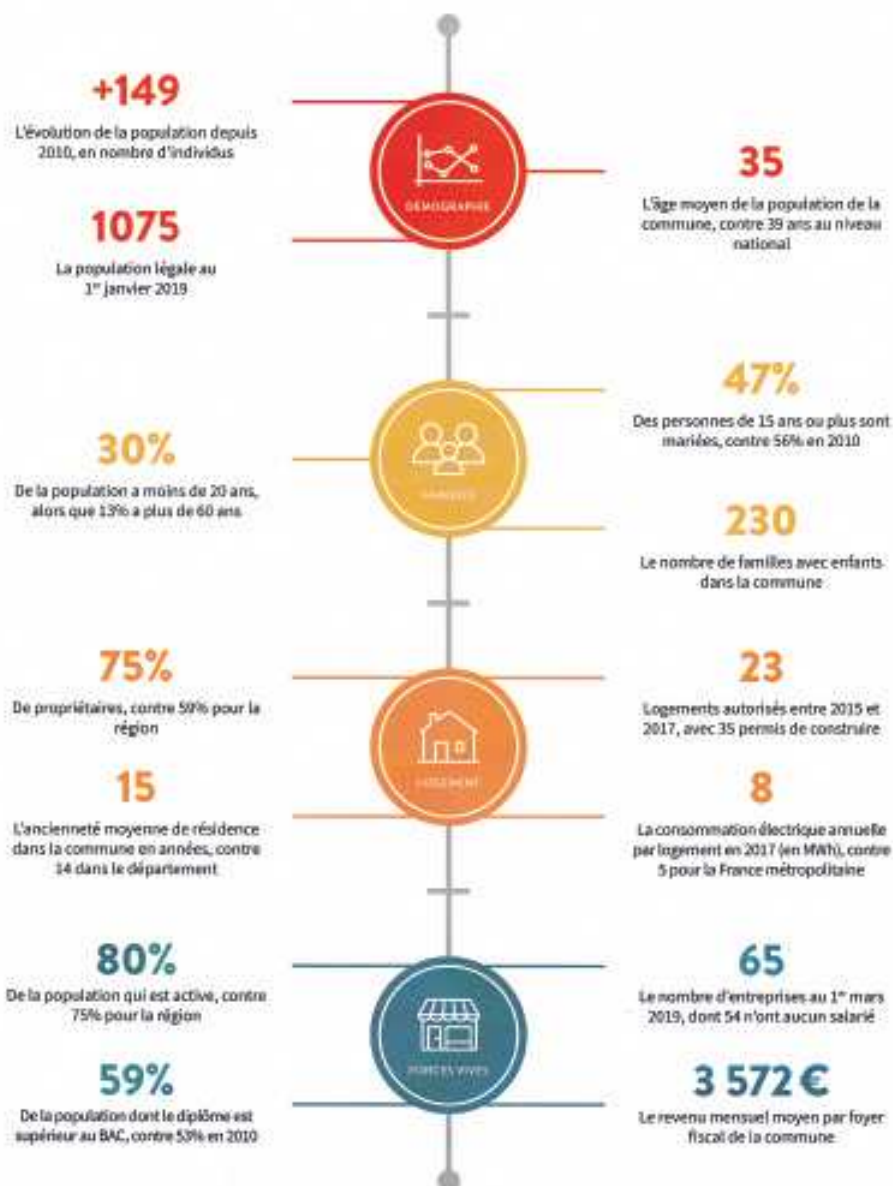 +149
L'évolution de la population depuis
2010, en nombre d'individus
1075
La population légale au
1er janvier 2019
DÉMOGRAPHIE
35
L'âge moyen de la population de la
commune, contre 39 ans au niveau
national
30%
De la population a moins de 20 ans,
alors que 13% a plus de 60 ans
47%
Des personnes de 15 ans ou plus sont
mariées, contre 56% en 2010
230
Le nombre de familles avec enfants
dans la commune
75%
De propriétaires, contre 59% pour la
région
15
L'ancienneté moyenne de résidence
dans la commune en années, contre
14 dans le département
LOGEMENT
23
Logements autorisés entre 2015 et
2017, avec 35 permis de construire
8
La consommation électrique annuelle
par logement en 2017 (en MWh), contre
5 pour la France métropolitaine
80%
De la population qui est active, contre
75% pour la région
59%
De la population dont le diplôme est
supérieur au BAC, contre 53% en 2010
FORCES VIVES
65
Le nombre d'entreprises au 1er mars
2019, dont 54 n'ont aucun salarié
3 572 €
Le revenu mensuel moyen par foyer
fiscal de la commune